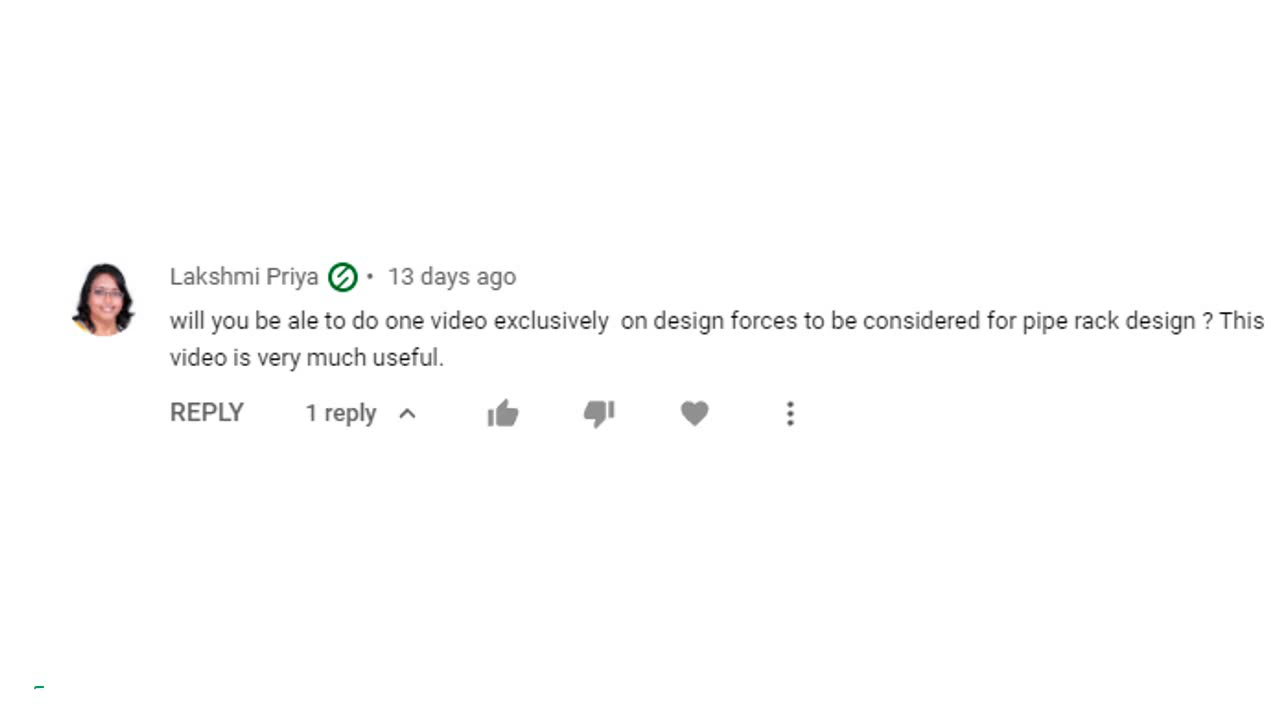 Lakshmi Priya • 13 days ago
will you be ale to do one video exclusively  on design forces to be considered for pipe rack design ? This
video is very much useful.
REPLY 1 reply